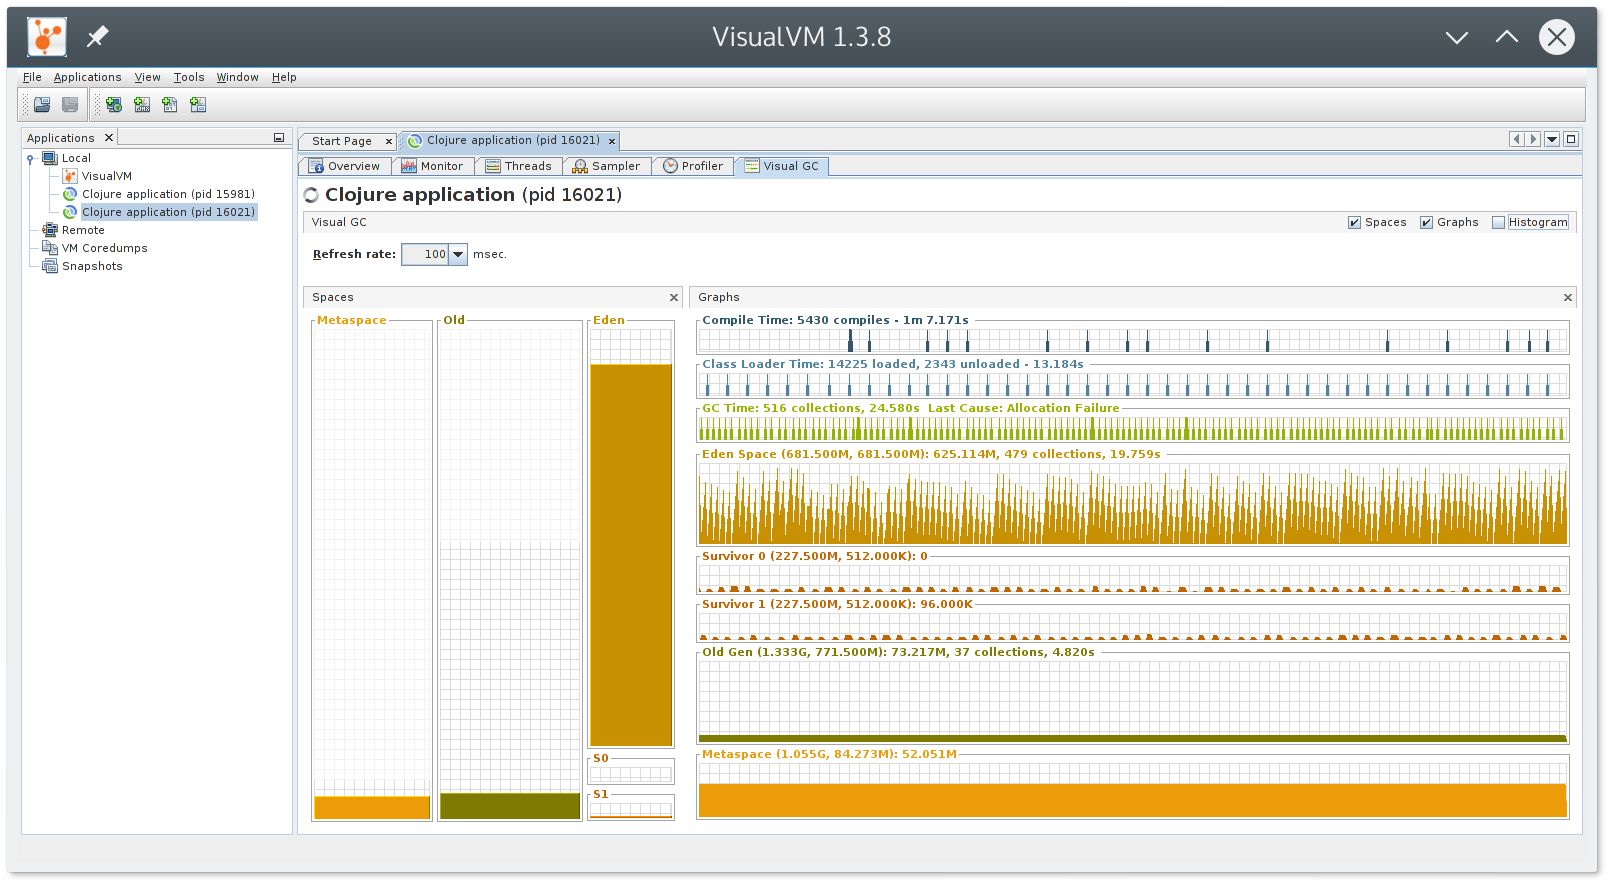 VisualVM 1.3.8
File Applications View Tools Window Help
Applications
Local
VisualVM
Clojure application (pid 15981)
Clojure application (pid 16021)
Remote
VM Coredumps
Snapshots
Start Page Clojure application (pid 16021)
Overview Monitor Threads Sampler Profiler Visual GC
Clojure application (pid 16021)
Visual GC Spaces Graphs Histogram
Refresh rate: 100 msec.
Spaces
Metaspace Old Eden
S0
S1
Graphs
Compile Time: 5430 compiles - 1m 7.171s
Class Loader Time: 14225 loaded, 2343 unloaded - 13.184s
GC Time: 516 collections, 24.580s Last Cause: Allocation Failure
Eden Space (681.500M, 681.500M): 625.114M, 479 collections, 19.759s
Survivor 0 (227.500M, 512.000K): 0
Survivor 1 (227.500M, 512.000K): 96.000K
Old Gen (1.333G, 771.500M): 73.217M, 37 collections, 4.820s
Metaspace (1.055G, 84.273M): 52.051M